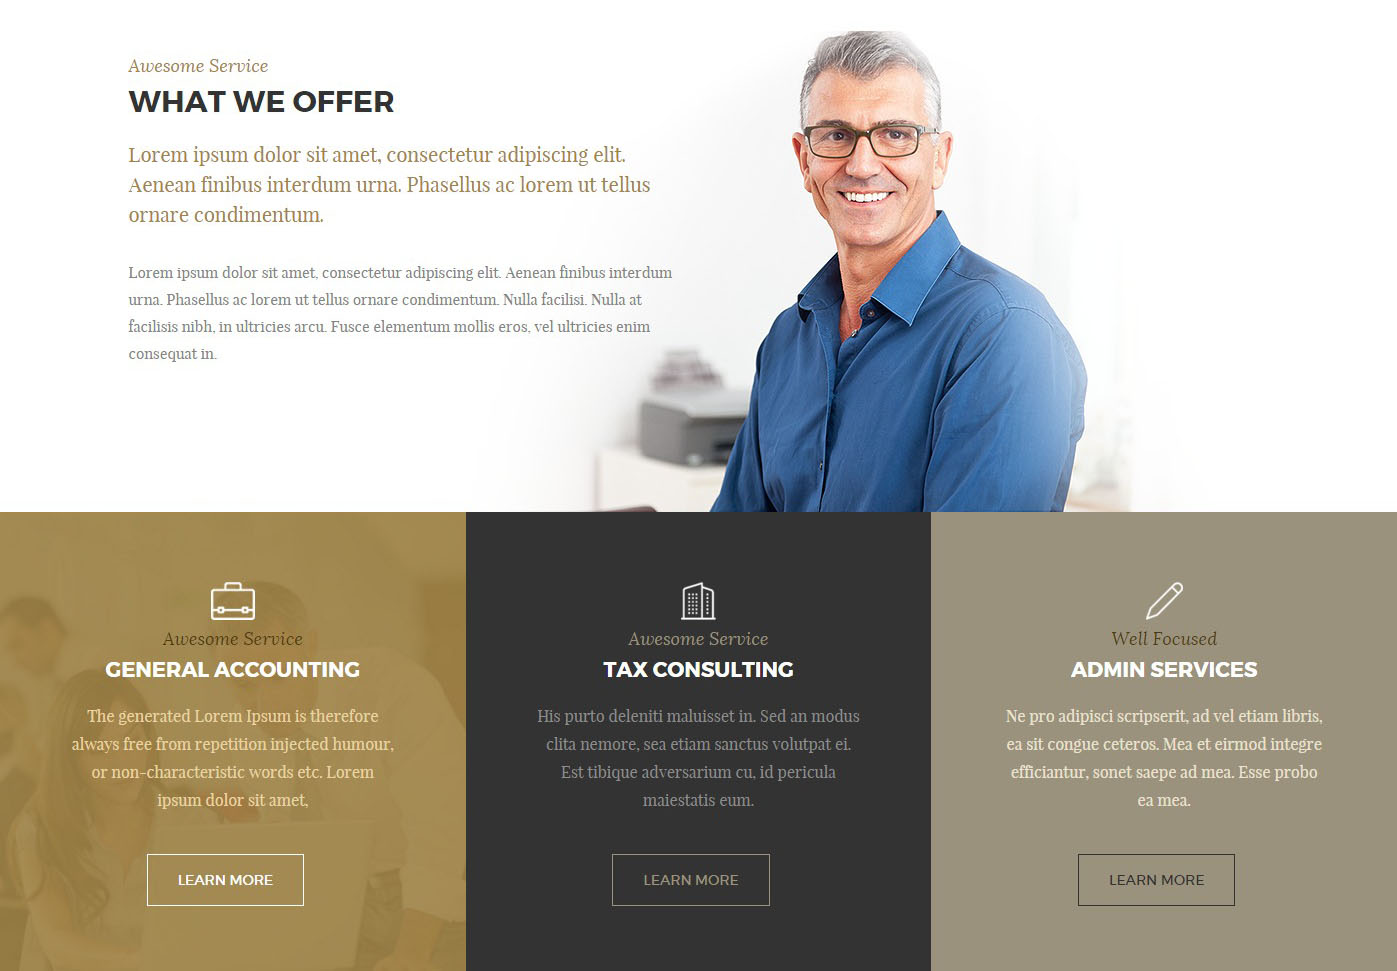 Awesome Service
WHAT WE OFFER
Lorem ipsum dolor sit amet, consectetur adipiscing elit.
Aenean finibus interdum urna. Phasellus ac lorem ut tellus
ornare condimentum.
Lorem ipsum dolor sit amet, consectetur adipiscing elit. Aenean finibus interdum
urna. Phasellus ac lorem ut tellus ornare condimentum. Nulla facilisi. Nulla at
facilisis nibh, in ultricies arcu. Fusce elementum mollis eros, vel ultricies enim
consequat in.
Awesome Service
GENERAL ACCOUNTING
The generated Lorem Ipsum is therefore
always free from repetition injected humour,
or non-characteristic words etc. Lorem
ipsum dolor sit amet,
LEARN MORE
Awesome Service
TAX CONSULTING
His purto deleniti maluisset in. Sed an modus
clita nemore, sea etiam sanctus volutpat ei.
Est tibique adversarium cu, id pericula
maiestatis eum.
LEARN MORE
Well Focused
ADMIN SERVICES
Ne pro adipisci scripserit, ad vel etiam libris,
ea sit congue ceteros. Mea et eirmod integre
efficiantur, sonet saepe ad mea. Esse probo
ea mea.
LEARN MORE